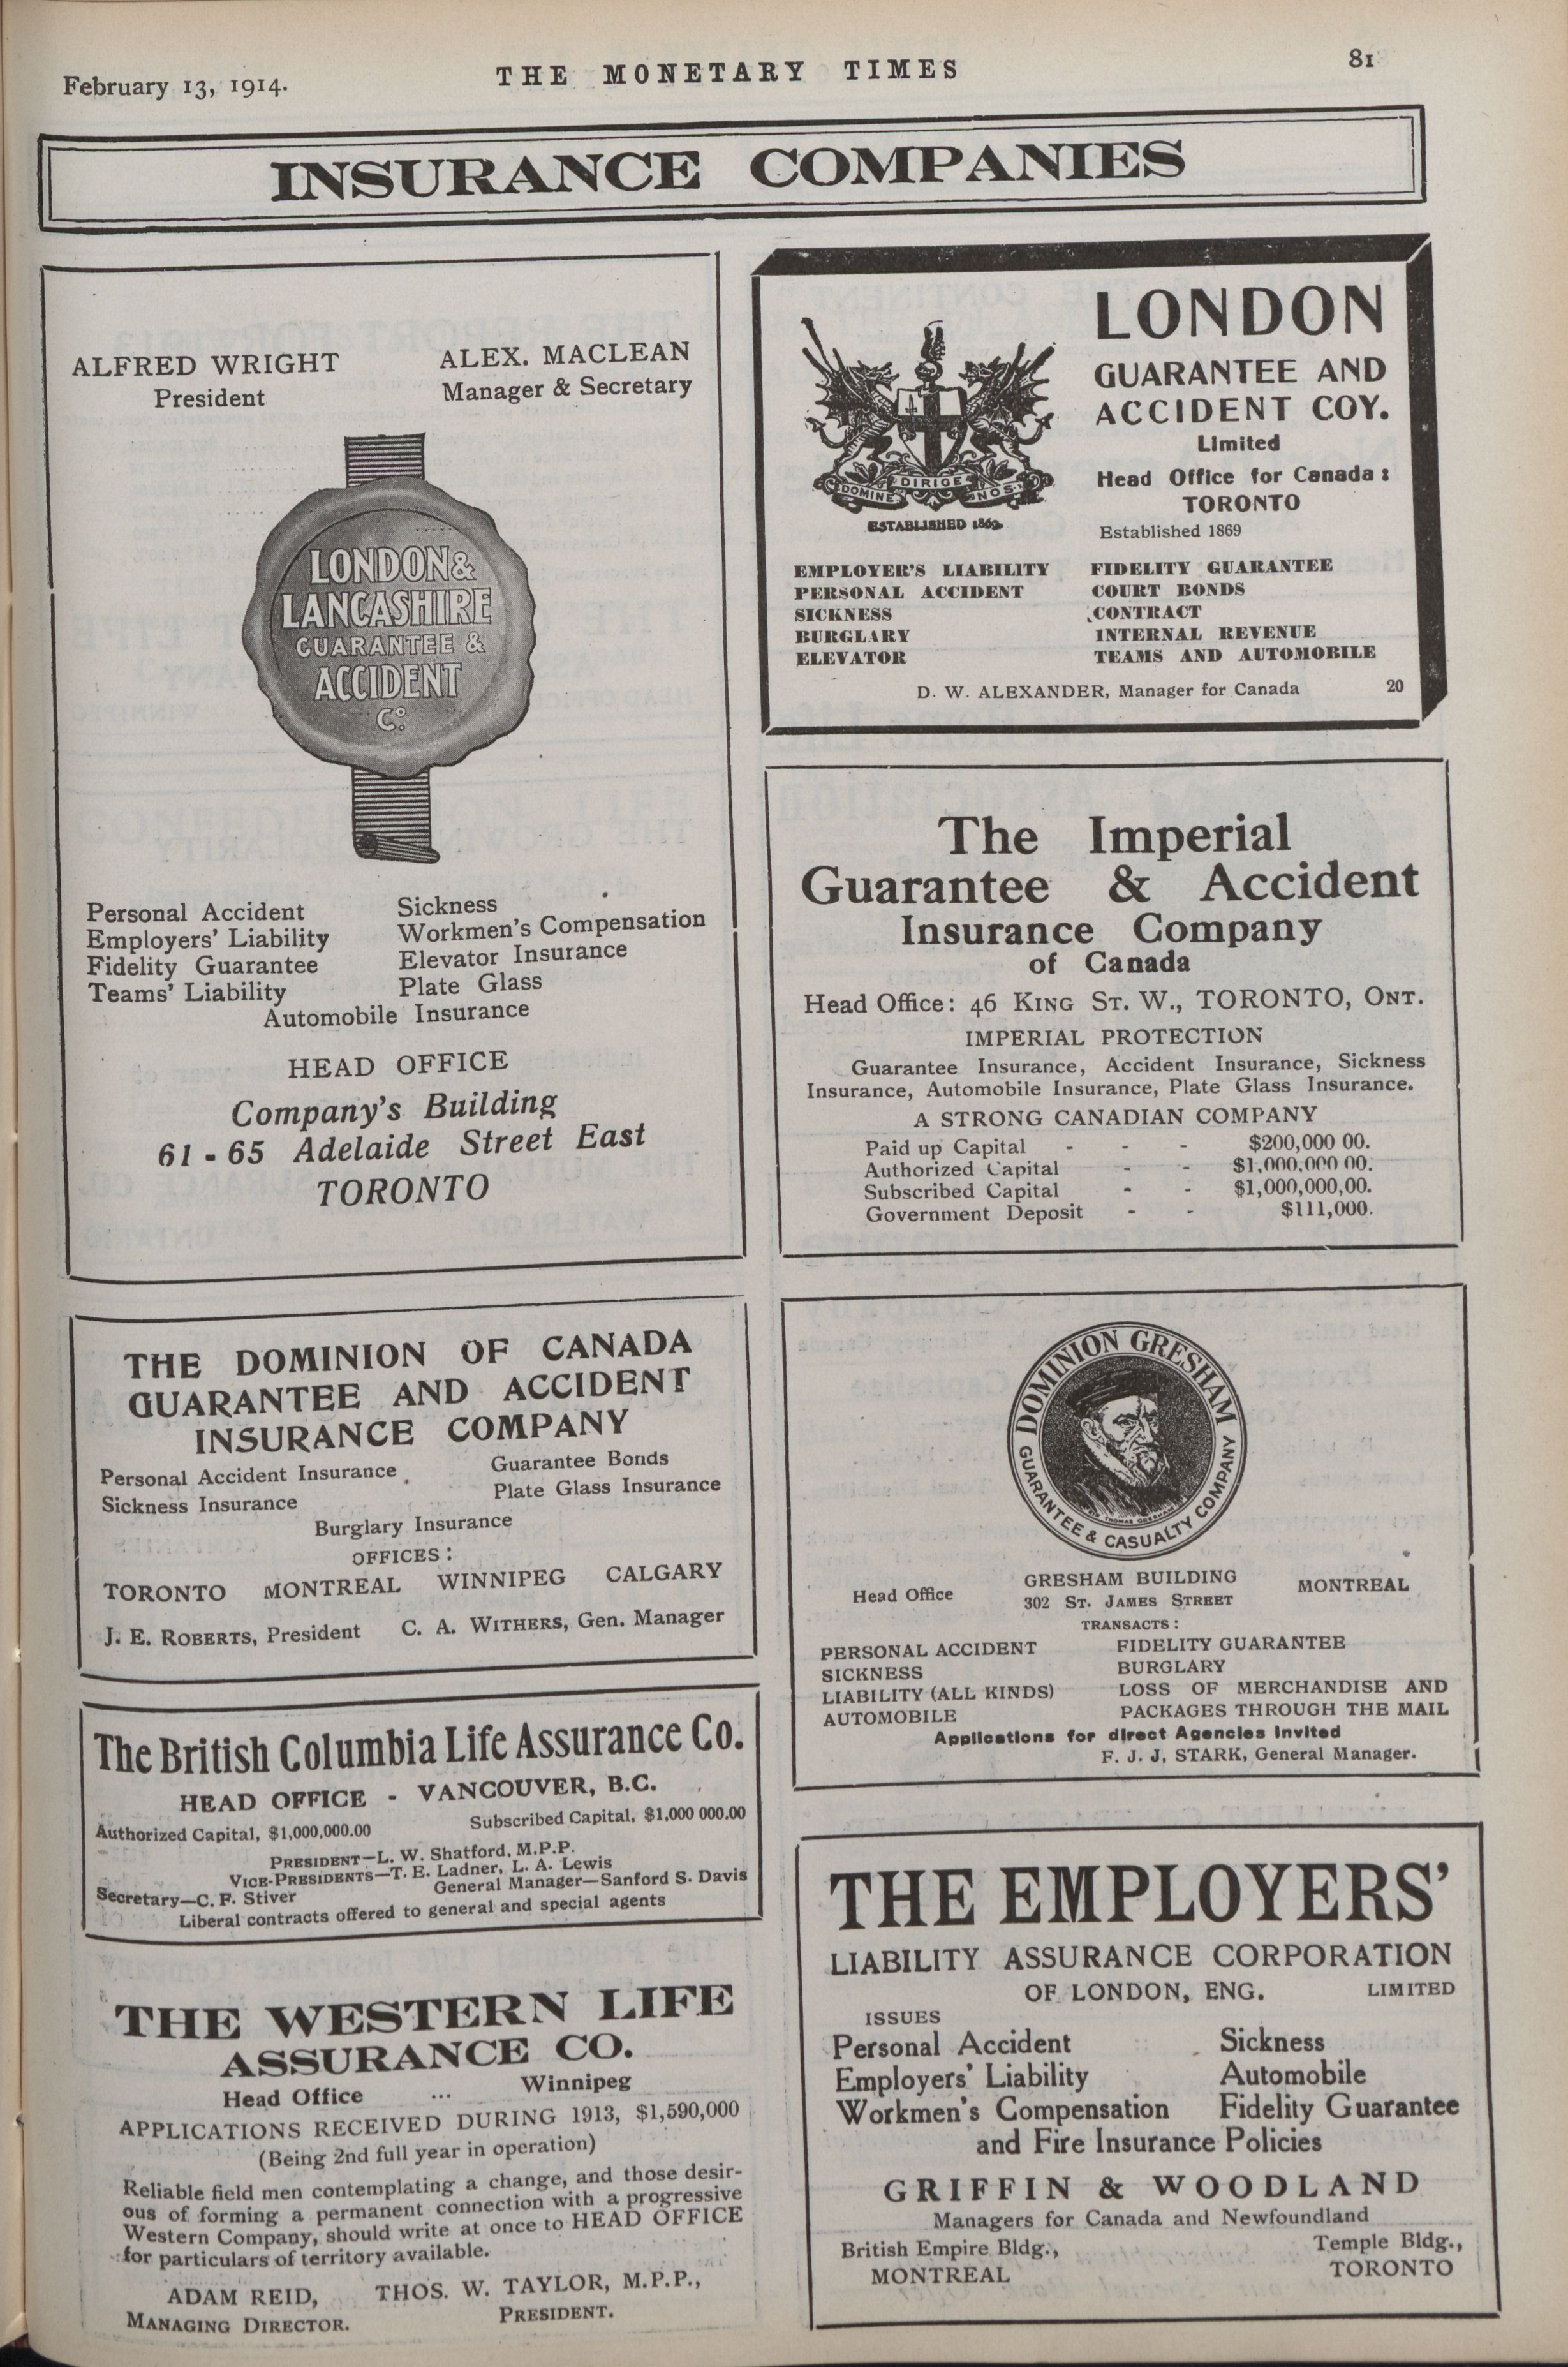 February 13, 1914.
THE MONETARY TIMES
81
INSURANCE COMPANIES
ALFRED WRIGHT
President
ALEX. MACLEAN
Manager & Secretary
LONDON &
LANCASHIRE
GUARANTEE &
ACCIDENT
Co.
Personal Accident
Employers' Liability
Fidelity Guarantee
Teams' Liability
Sickness
Workmen's Compensation
Elevator Insurance
Plate Glass
Automobile Insurance
HEAD OFFICE
Company's Building
61 - 65 Adelaide Street East
TORONTO
THE DOMINION OF CANADA
GUARANTEE AND ACCIDENT
INSURANCE COMPANY
Personal Accident Insurance
Guarantee Bonds
Sickness Insurance
Plate Glass Insurance
Burglary Insurance
OFFICES:
TORONTO MONTREAL WINNIPEG CALGARY
J. E. ROBERTS, President C. A. WITHERS, Gen. Manager
The British Columbia Life Assurance Co.
HEAD OFFICE - VANCOUVER, B.C.
Authorized Capital, $1,000,000.00 Subscribed Capital, $1,000 000.00
PRESIDENT—L. W. Shatford, M.P.P.
VICE-PRESIDENTS—T. E. Ladner, L. A. Lewis
Secretary—C. F. Stiver General Manager—Sanford S. Davis
Liberal contracts offered to general and special agents
THE WESTERN LIFE
ASSURANCE CO.
Head Office ... Winnipeg
APPLICATIONS RECEIVED DURING 1913, $1,590,000
(Being 2nd full year in operation)
Reliable field men contemplating a change, and those desir-
ous of forming a permanent connection with a progressive
Western Company, should write at once to HEAD OFFICE
for particulars of territory available.
ADAM REID, THOS. W. TAYLOR, M.P.P.,
MANAGING DIRECTOR. PRESIDENT.
LONDON
GUARANTEE AND
ACCIDENT COY.
Limited
Head Office for Canada:
TORONTO
Established 1869
DOMINE DIRIGE NOS
ESTABLISHED 1869
EMPLOYER'S LIABILITY
PERSONAL ACCIDENT
SICKNESS
BURGLARY
ELEVATOR
FIDELITY GUARANTEE
COURT BONDS
CONTRACT
INTERNAL REVENUE
TEAMS AND AUTOMOBILE
D. W. ALEXANDER, Manager for Canada 20
The Imperial
Guarantee & Accident
Insurance Company
of Canada
Head Office: 46 KING ST. W., TORONTO, ONT.
IMPERIAL PROTECTION
Guarantee Insurance, Accident Insurance, Sickness
Insurance, Automobile Insurance, Plate Glass Insurance.
A STRONG CANADIAN COMPANY
Paid up Capital - - - $200,000 00.
Authorized Capital - - $1,000,000 00.
Subscribed Capital - - $1,000,000,00.
Government Deposit - - $111,000.
DOMINION GRESHAM
GUARANTEE & CASUALTY COMPANY
SIR THOMAS GRESHAM
Head Office
GRESHAM BUILDING
302 ST. JAMES STREET
MONTREAL
TRANSACTS:
PERSONAL ACCIDENT
SICKNESS
LIABILITY (ALL KINDS)
AUTOMOBILE
FIDELITY GUARANTEE
BURGLARY
LOSS OF MERCHANDISE AND
PACKAGES THROUGH THE MAIL
Applications for direct Agencies Invited
F. J. J, STARK, General Manager.
THE EMPLOYERS'
LIABILITY ASSURANCE CORPORATION
OF LONDON, ENG. LIMITED
ISSUES
Personal Accident
Sickness
Employers' Liability
Automobile
Workmen's Compensation
Fidelity Guarantee
and Fire Insurance Policies
GRIFFIN & WOODLAND
Managers for Canada and Newfoundland
British Empire Bldg.,
MONTREAL
Temple Bldg.,
TORONTO